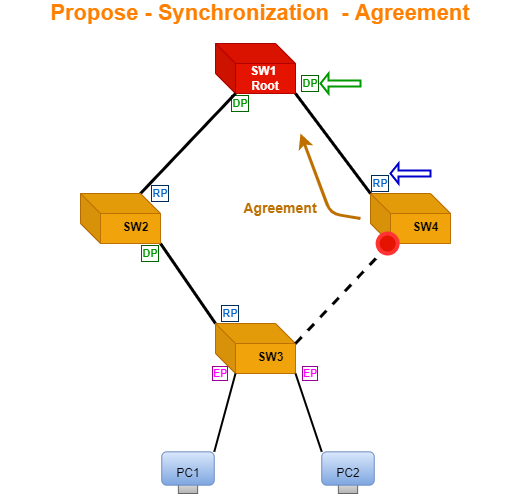 Propose - Synchronization - Agreement
SW1
Root
DP
DP
RP
RP
Agreement
SW2
SW4
DP
RP
SW3
EP
EP
PC1
PC2